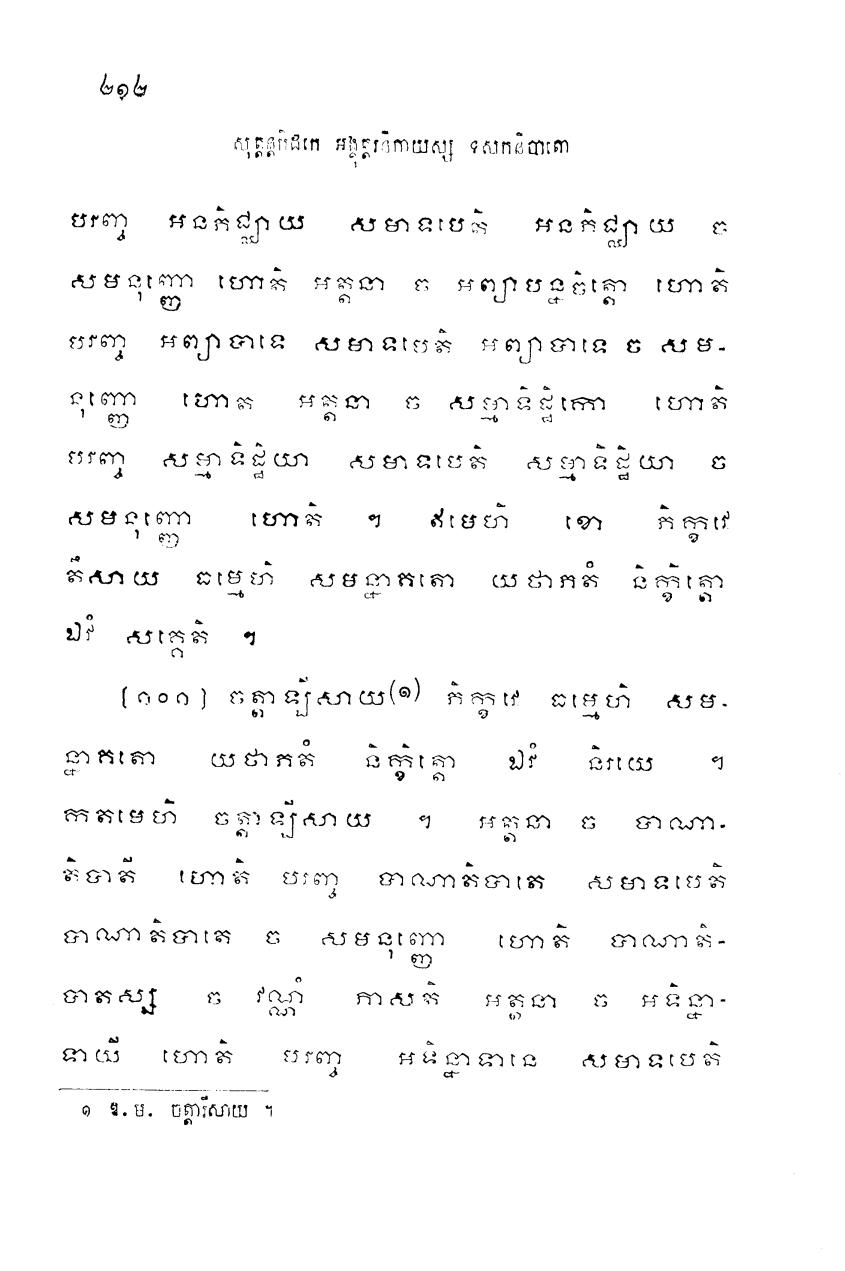 ២១២
សុត្តន្តបិដកេ អង្គុត្តរនិកាយស្ស ទសកនិបាតោ
បរញ្ច អនភិជ្ឈាយ សមាទបេតិ អនភិជ្ឈាយ ច
សមនុញ្ញោ ហោតិ អត្តនា ច អព្យាបន្នចិត្តោ ហោតិ
បរញ្ច អព្យាបាទេ សមាទបេតិ អព្យាបាទេ ច សម-
នុញ្ញោ ហោត អត្តនា ច សម្មាទិដ្ឋិកោ ហោតិ
បរញ្ច សម្មាទិដ្ឋិយា សមាទបេតិ សម្មាទិដ្ឋិយា ច
សមនុញ្ញោ ហោតិ ។ ឥមេហិ ខោ ភិក្ខវេ
តឹសាយ ធម្មេហិ សមន្នាគតោ យថាភតំ និក្ខិត្តោ
ឯវំ សគ្គេតិ ។
[១០១] ចត្តាឡីសាយ(១) ភិក្ខវេ ធម្មេហិ សម-
ន្នាគតោ យថាភតំ និក្ខិត្តោ ឯវំ និរយេ ។
កតមេហិ ចត្តាឡីសាយ ។ អត្តនា ច បាណា-
តិបាតី ហោតិ បរញ្ច បាណាតិបាតេ សមាទបេតិ
បាណាតិបាតេ ច សមនុញ្ញោ ហោតិ បាណាតិ-
បាតស្ស ច វណ្ណំ ភាសតិ អត្តនា ច អទិន្នា-
ទាយី ហោតិ បរញ្ច អទិន្នាទានេ សមាទបេតិ
១ ឱ.ម. ចត្តារីសាយ ។